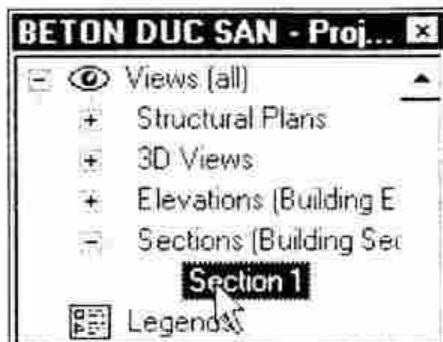 BETON DUC SAN - Proj...
Views (all)
Structural Plans
3D Views
Elevations (Building E
Sections (Building Sec
Section 1
Legends